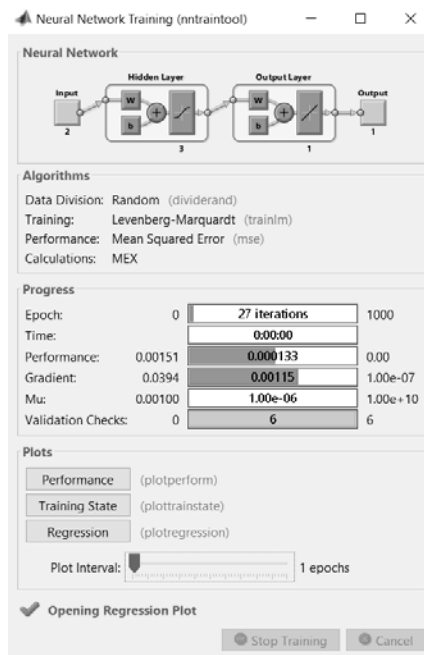 Neural Network Training (nntraintool)
Neural Network
Hidden Layer
Output Layer
Input
Output
W
b
W
b
2
3
1
1
Algorithms
Data Division: Random (dividerand)
Training: Levenberg-Marquardt (trainlm)
Performance: Mean Squared Error (mse)
Calculations: MEX
Progress
Epoch: 0 27 iterations 1000
Time: 0:00:00
Performance: 0.00151 0.000133 0.00
Gradient: 0.0394 0.00115 1.00e-07
Mu: 0.00100 1.00e-06 1.00e+10
Validation Checks: 0 6 6
Plots
Performance (plotperform)
Training State (plottrainstate)
Regression (plotregression)
Plot Interval: 1 epochs
Opening Regression Plot
Stop Training Cancel